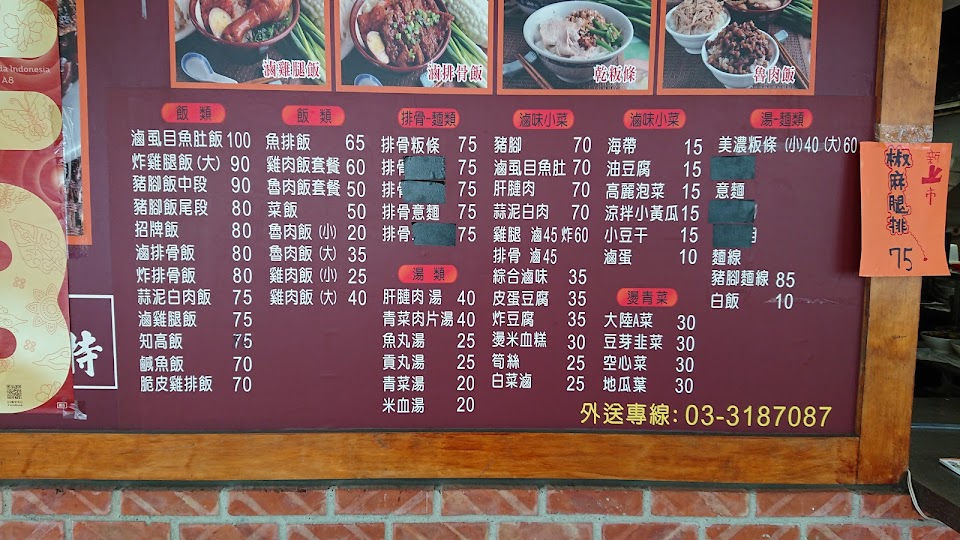 da Indonesia
A8
滷雞腿飯
滷排骨飯
乾粄條
魯肉飯
飯類
滷虱目魚肚飯 100
炸雞腿飯(大) 90
豬腳飯中段 90
豬腳飯尾段 80
招牌飯 80
滷排骨飯 80
炸排骨飯 80
蒜泥白肉飯 75
滷雞腿飯 75
知高飯 75
鹹魚飯 70
脆皮雞排飯 70
飯類
魚排飯 65
雞肉飯套餐 60
魯肉飯套餐 50
菜飯 50
魯肉飯(小) 20
魯肉飯(大) 35
雞肉飯(小) 25
雞肉飯(大) 40
排骨-麵類
排骨粄條 75
排骨 75
排骨 75
排骨意麵 75
排骨 75
湯類
肝腱肉湯 40
青菜肉片湯 40
魚丸湯 25
貢丸湯 25
青菜湯 20
米血湯 20
滷味小菜
豬腳 70
滷虱目魚肚 70
肝腱肉 70
蒜泥白肉 70
雞腿 滷45 炸60
排骨 滷45
綜合滷味 35
皮蛋豆腐 35
炸豆腐 35
燙米血糕 30
筍絲 25
白菜滷 25
滷味小菜
海帶 15
油豆腐 15
高麗泡菜 15
涼拌小黃瓜 15
小豆干 15
滷蛋 10
燙青菜
大陸A菜 30
豆芽韭菜 30
空心菜 30
地瓜葉 30
湯-麵類
美濃粄條 (小)40 (大)60
意麵
麵線
豬腳麵線 85
白飯 10
外送專線: 03-3187087
新上市
椒麻腿排
75